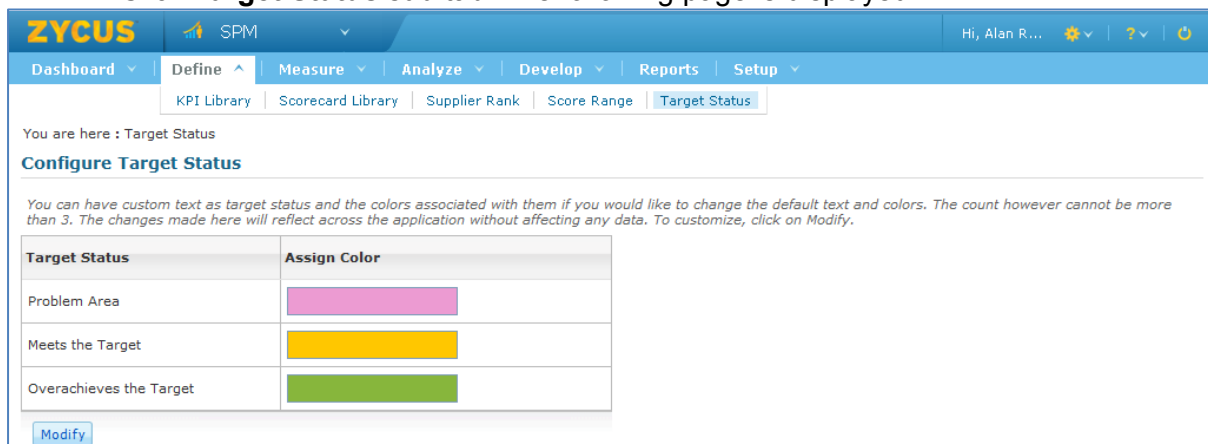 ZYCUS SPM Hi, Alan R... ?
Dashboard Define Measure Analyze Develop Reports Setup
KPI Library Scorecard Library Supplier Rank Score Range Target Status
You are here : Target Status
Configure Target Status
You can have custom text as target status and the colors associated with them if you would like to change the default text and colors. The count however cannot be more
than 3. The changes made here will reflect across the application without affecting any data. To customize, click on Modify.
Target Status Assign Color
Problem Area
Meets the Target
Overachieves the Target
Modify